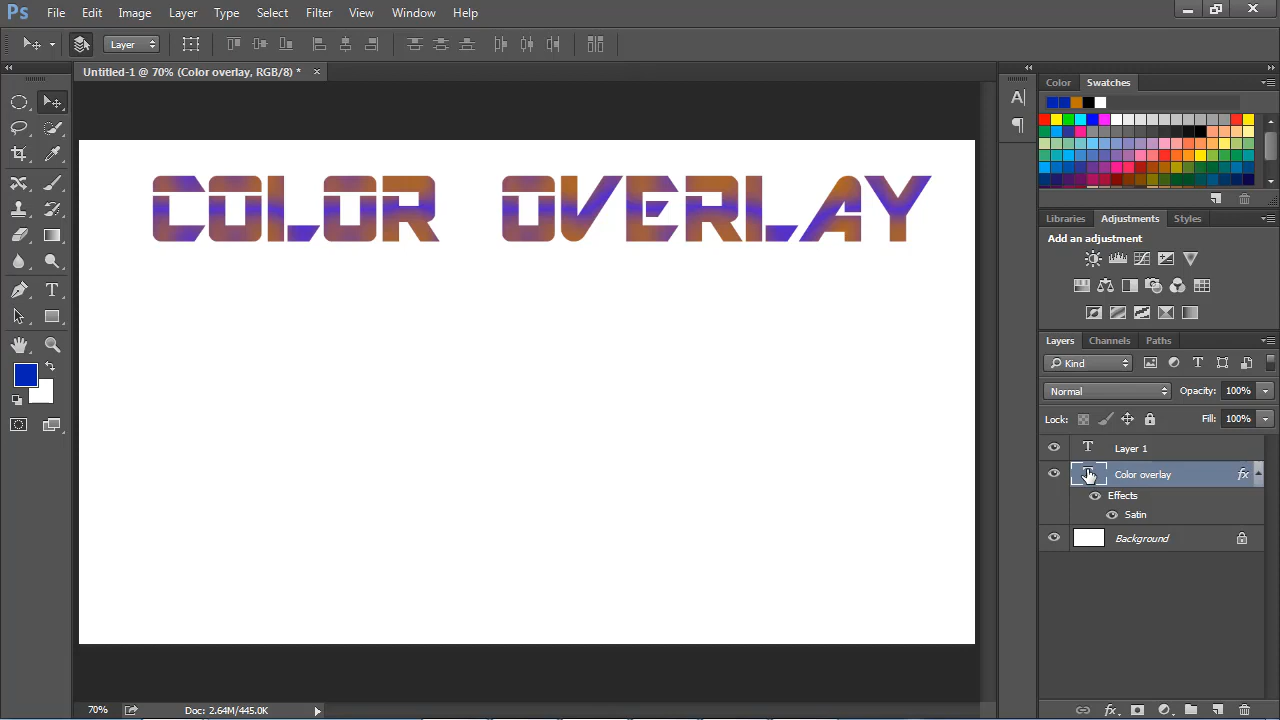 Ps File Edit Image Layer Type Select Filter View Window Help
Layer
Untitled-1 @ 70% (Color overlay, RGB/8) * ×
Color Swatches
COLOR OVERLAY
Libraries Adjustments Styles
Add an adjustment
Layers Channels Paths
Kind
Normal Opacity: 100%
Lock: Fill: 100%
T Layer 1
Color overlay fx
Effects
Satin
Background
70% Doc: 2.64M/445.0K